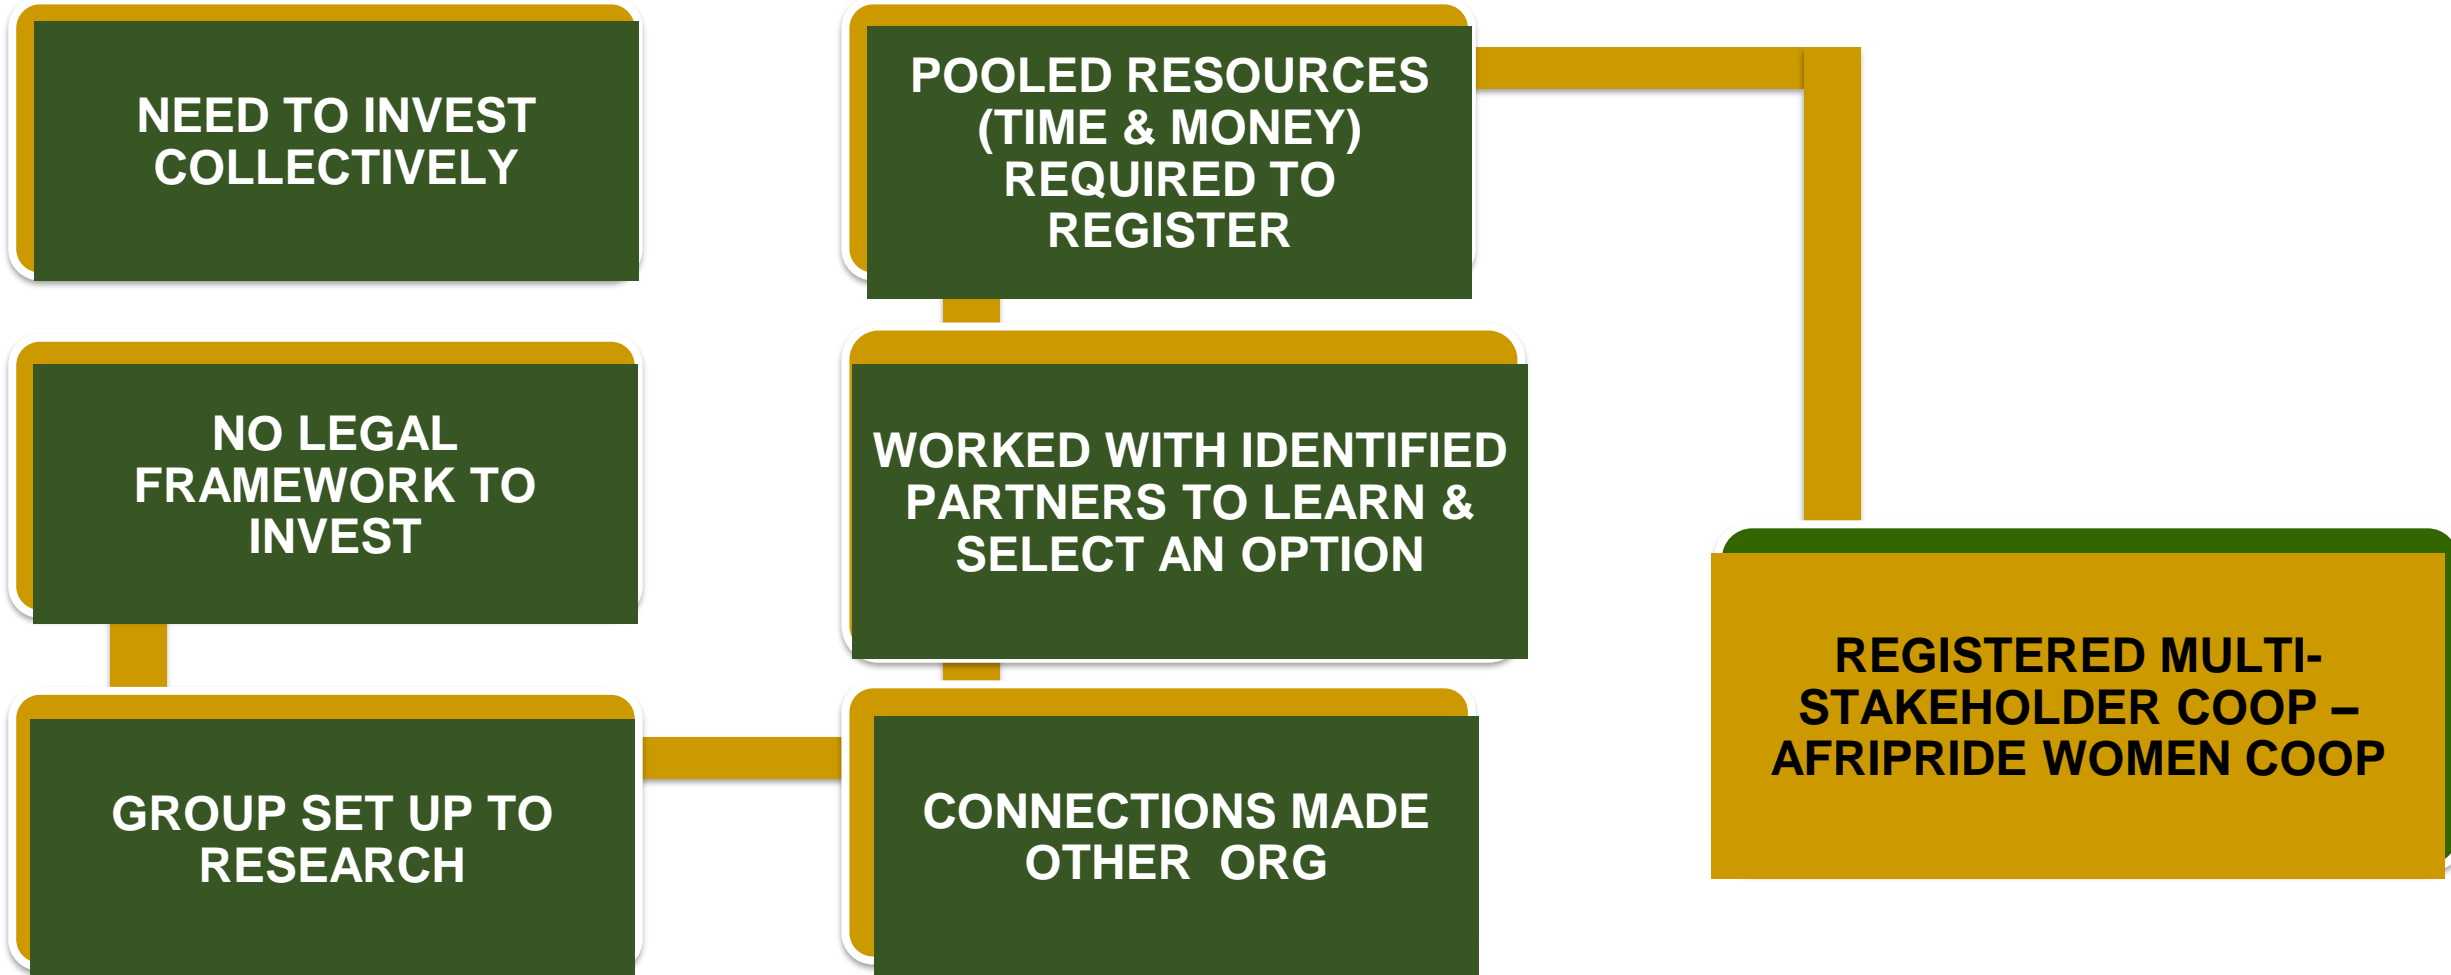 NEED TO INVEST
COLLECTIVELY
NO LEGAL
FRAMEWORK TO
INVEST
GROUP SET UP TO
RESEARCH
CONNECTIONS MADE
OTHER  ORG
WORKED WITH IDENTIFIED
PARTNERS TO LEARN &
SELECT AN OPTION
POOLED RESOURCES
(TIME & MONEY)
REQUIRED TO
REGISTER
REGISTERED MULTI-
STAKEHOLDER COOP –
AFRIPRIDE WOMEN COOP